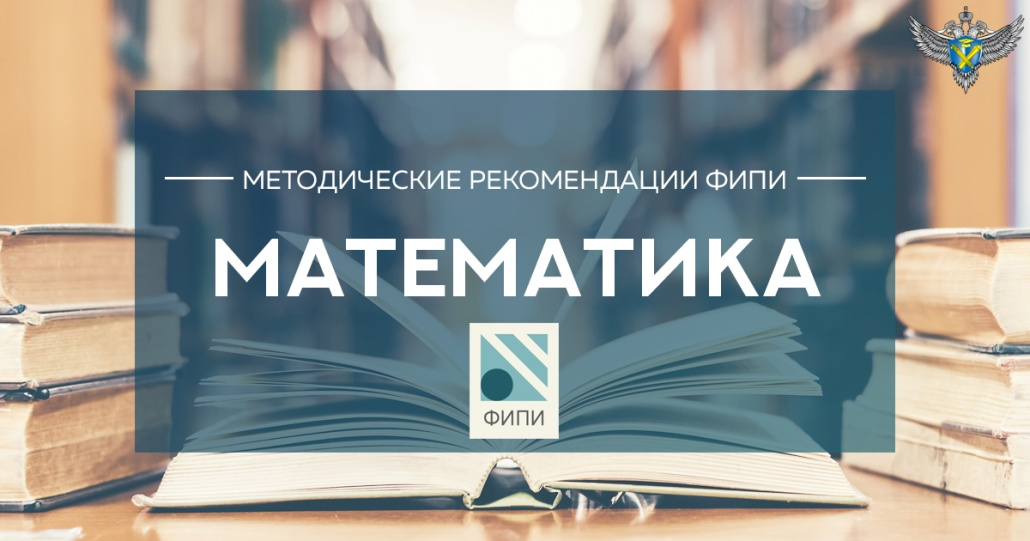 МЕТОДИЧЕСКИЕ РЕКОМЕНДАЦИИ ФИПИ
МАТЕМАТИКА
ФИПИ